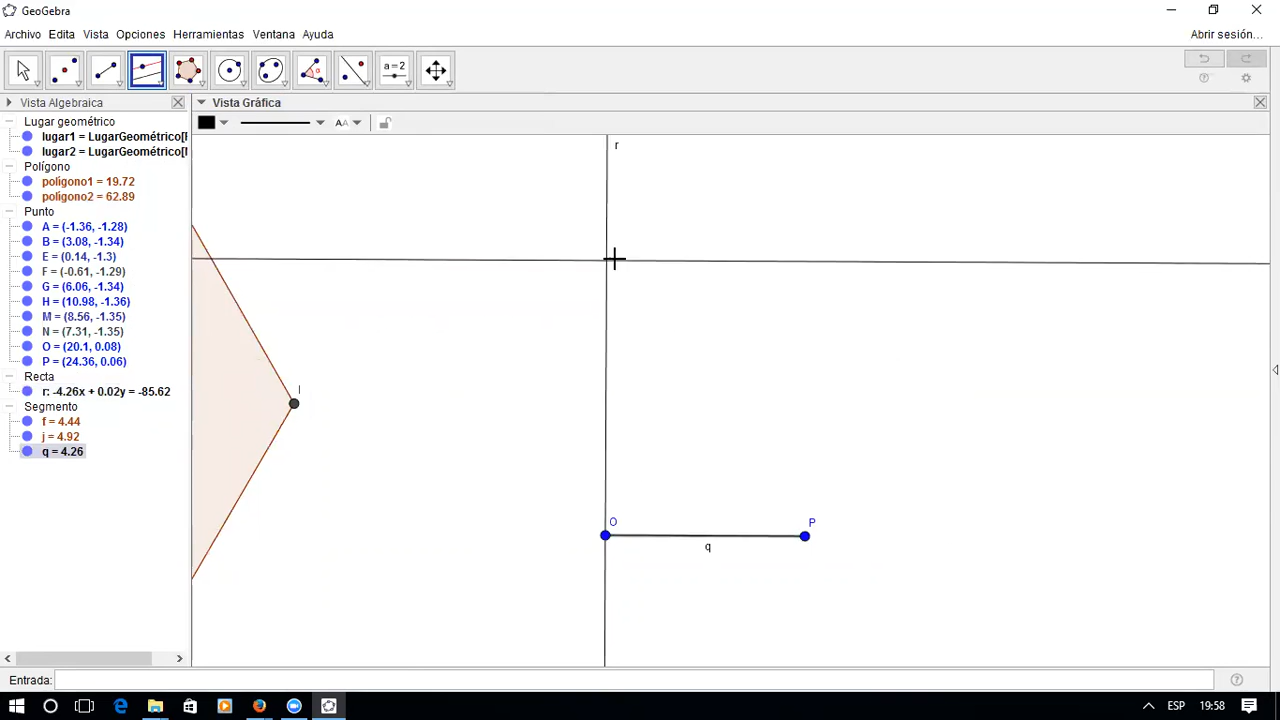 GeoGebra
Archivo Edita Vista Opciones Herramientas Ventana Ayuda
Abrir sesión…
a=2
Vista Algebraica
Vista Gráfica
AA
Lugar geométrico
lugar1 = LugarGeométrico[
lugar2 = LugarGeométrico[
Polígono
polígono1 = 19.72
polígono2 = 62.89
Punto
A = (-1.36, -1.28)
B = (3.08, -1.34)
E = (0.14, -1.3)
F = (-0.61, -1.29)
G = (6.06, -1.34)
H = (10.98, -1.36)
M = (8.56, -1.35)
N = (7.31, -1.35)
O = (20.1, 0.08)
P = (24.36, 0.06)
Recta
r: -4.26x + 0.02y = -85.62
Segmento
f = 4.44
j = 4.92
q = 4.26
r
I
O
P
q
Entrada:
ESP 19:58